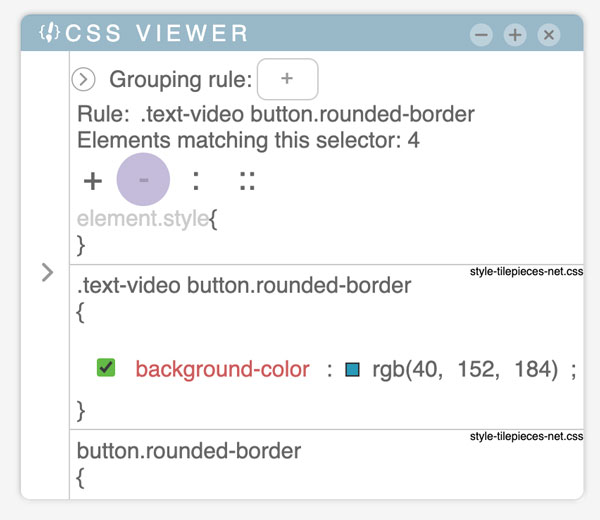 CSS VIEWER
Grouping rule: +
Rule: .text-video button.rounded-border
Elements matching this selector: 4
+ - : ::
element.style{
}
style-tilepieces-net.css
.text-video button.rounded-border
{
background-color : rgb(40, 152, 184) ;
}
style-tilepieces-net.css
button.rounded-border
{